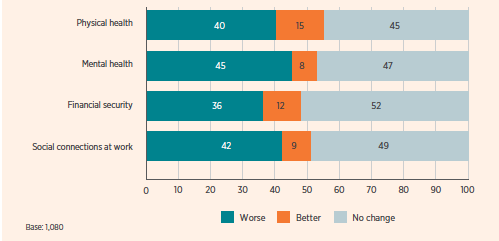 Physical health 40 15 45
Mental health 45 8 47
Financial security 36 12 52
Social connections at work 42 9 49
0 10 20 30 40 50 60 70 80 90 100
Worse Better No change
Base: 1,080